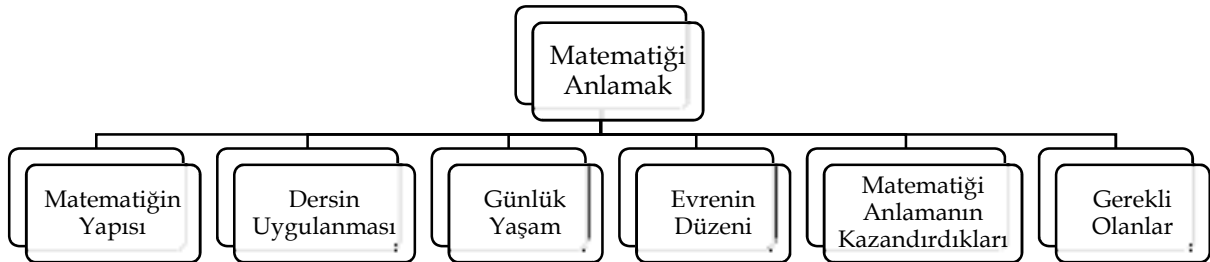 Matematiği
Anlamak
Matematiğin
Yapısı
Dersin
Uygulanması
Günlük
Yaşam
Evrenin
Düzeni
Matematiği
Anlamanın
Kazandırdıkları
Gerekli
Olanlar